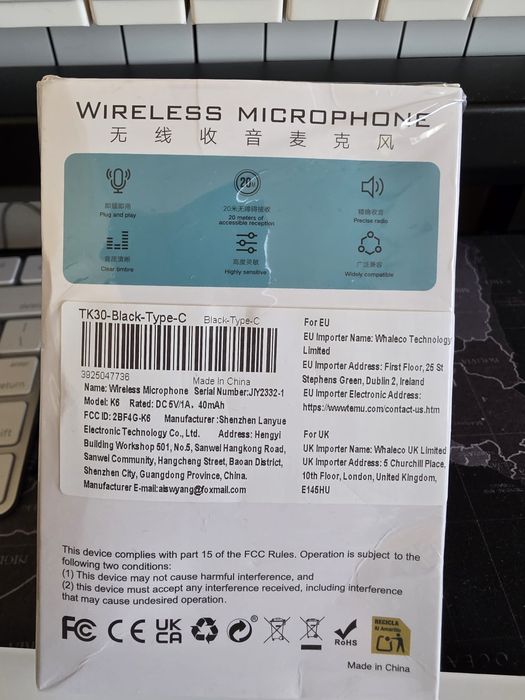 WIRELESS MICROPHONE
无线收音麦克风
即插即用
Plug and play
20M
20米无障碍接收
20 meters of
accessible reception
精确收音
Precise radio
音质清晰
Clear timbre
高度灵敏
Highly sensitive
广泛兼容
Widely compatible
TK30-Black-Type-C
Black-Type-C
3925047736
Made In China
Name: Wireless Microphone Serial Number:JIY2332-1
Model: K6 Rated: DC 5V/1A, 40mAh
FCC ID: 2BF4G-K6 Manufacturer :Shenzhen Lanyue
Electronic Technology Co., Ltd. Address: Hengyi
Building Workshop 501, No.5, Sanwei Hangkong Road,
Sanwei Community, Hangcheng Street, Baoan District,
Shenzhen City, Guangdong Province, China.
Manufacturer E-mail:aiswyang@foxmail.com
For EU
EU Importer Name: Whaleco Technology
Limited
EU Importer Address: First Floor, 25 St
Stephens Green, Dublin 2, Ireland
EU Importer Electronic Address:
https://www.temu.com/contact-us.htm
For UK
UK Importer Name: Whaleco UK Limited
UK Importer Address: 5 Churchill Place,
10th Floor, London, United Kingdom,
E145HU
This device complies with part 15 of the FCC Rules. Operation is subject to the
following two conditions:
(1) This device may not cause harmful interference, and
(2) this device must accept any interference received, including interference
that may cause undesired operation.
FC CE UK CA
RoHS
RECICLA
Al Amarillo
Made in China
return
shift